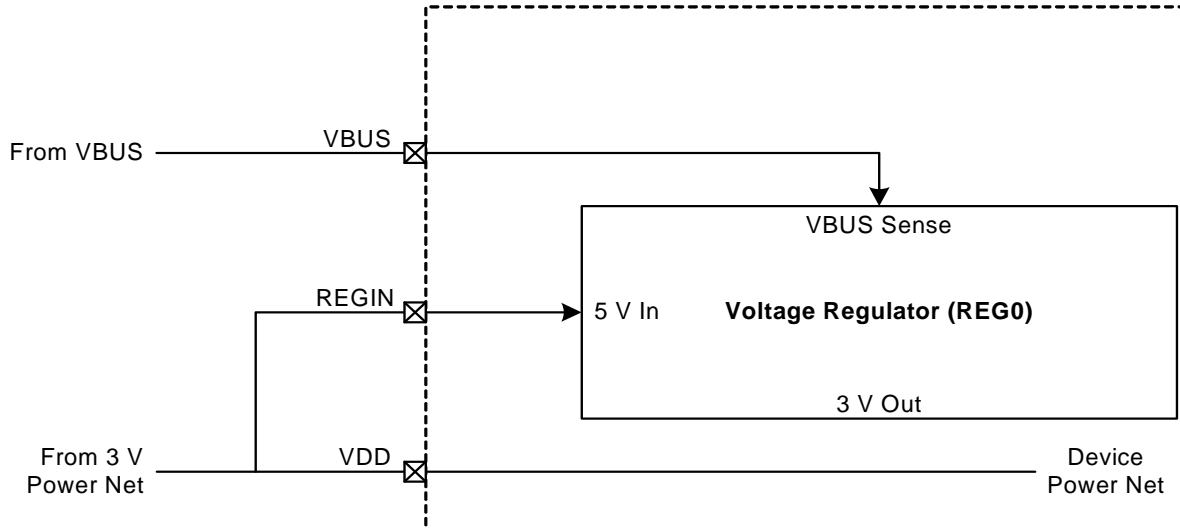 VBUS
From VBUS
VBUS Sense
REGIN
5 V In
Voltage Regulator (REG0)
3 V Out
From 3 V
Power Net
VDD
Device
Power Net